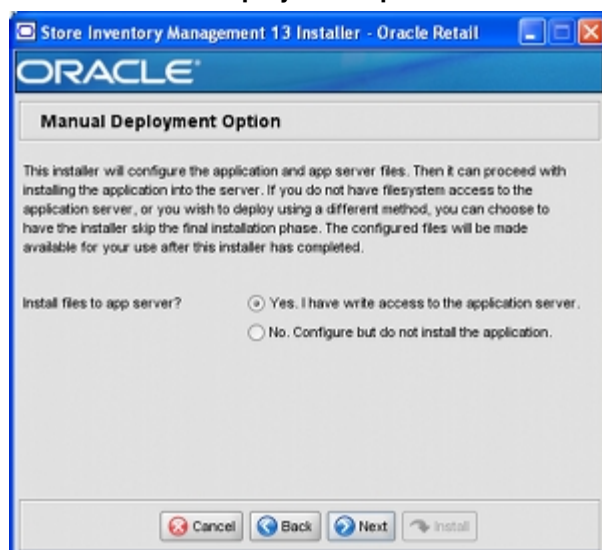 Store Inventory Management 13 Installer - Oracle Retail
ORACLE
Manual Deployment Option
This installer will configure the application and app server files. Then it can proceed with
installing the application into the server. If you do not have filesystem access to the
application server, or you wish to deploy using a different method, you can choose to
have the installer skip the final installation phase. The configured files will be made
available for your use after this installer has completed.
Install files to app server?
Yes. I have write access to the application server.
No. Configure but do not install the application.
Cancel
Back
Next
Install